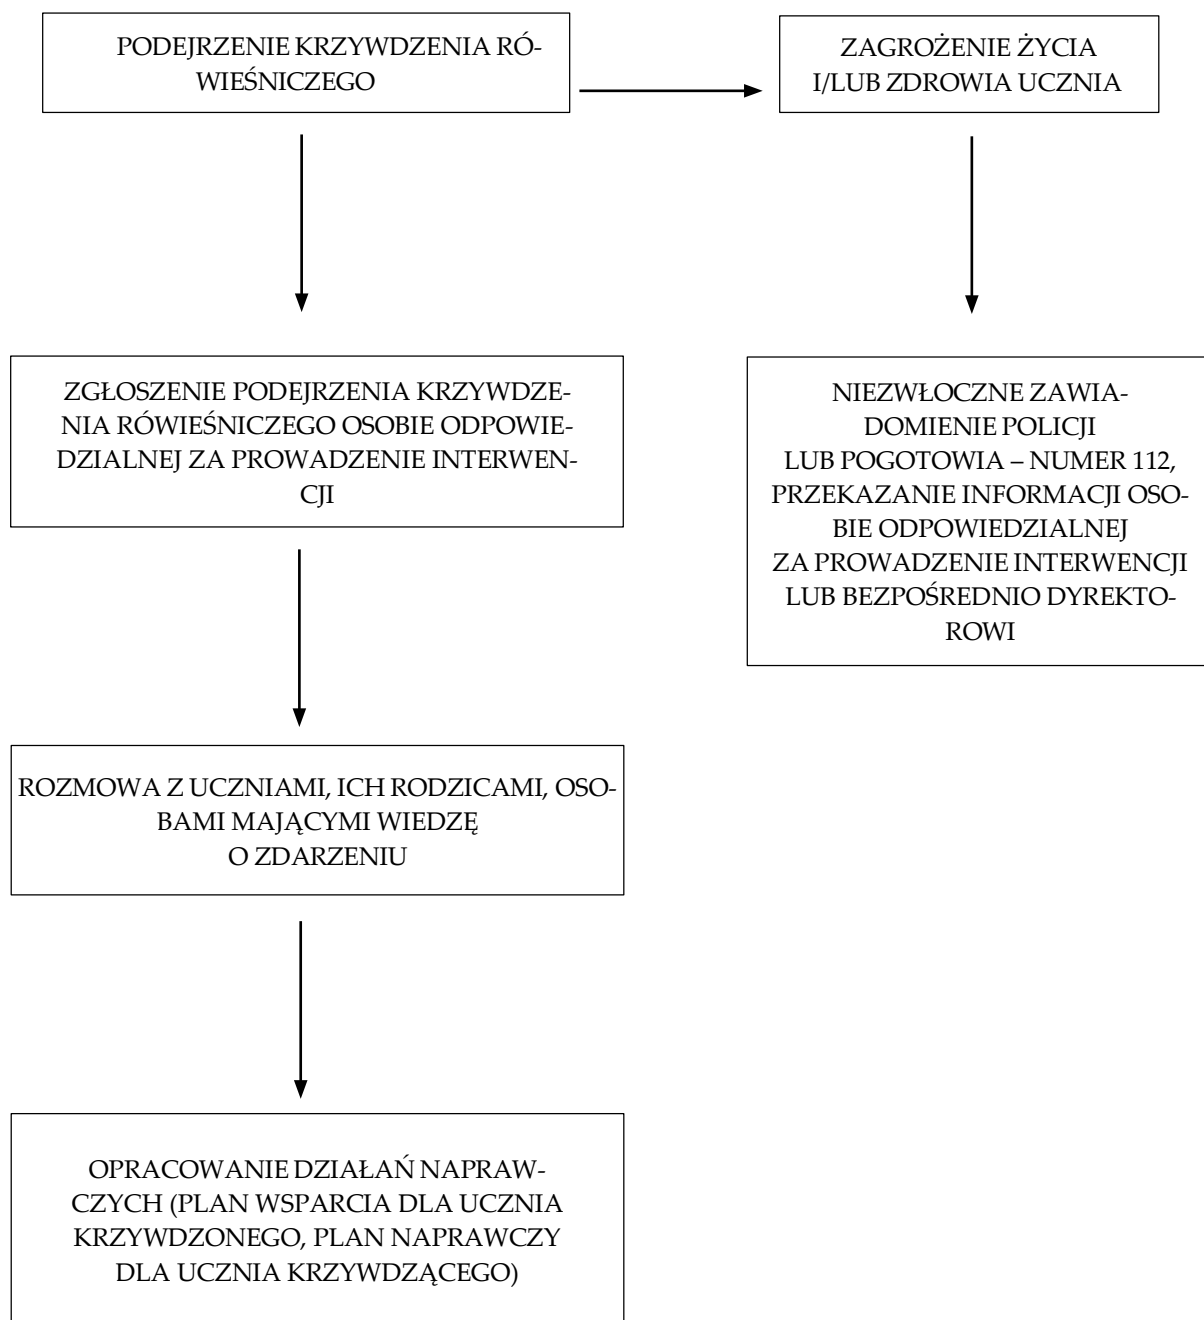 PODEJRZENIE KRZYWDZENIA RÓ-
WIEŚNICZEGO
ZAGROŻENIE ŻYCIA
I/LUB ZDROWIA UCZNIA
ZGŁOSZENIE PODEJRZENIA KRZYWDZE-
NIA RÓWIEŚNICZEGO OSOBIE ODPOWIE-
DZIALNEJ ZA PROWADZENIE INTERWEN-
CJI
NIEZWŁOCZNE ZAWIA-
DOMIENIE POLICJI
LUB POGOTOWIA – NUMER 112,
PRZEKAZANIE INFORMACJI OSO-
BIE ODPOWIEDZIALNEJ
ZA PROWADZENIE INTERWENCJI
LUB BEZPOŚREDNIO DYREKTO-
ROWI
ROZMOWA Z UCZNIAMI, ICH RODZICAMI, OSO-
BAMI MAJĄCYMI WIEDZĘ
O ZDARZENIU
OPRACOWANIE DZIAŁAŃ NAPRAW-
CZYCH (PLAN WSPARCIA DLA UCZNIA
KRZYWDZONEGO, PLAN NAPRAWCZY
DLA UCZNIA KRZYWDZĄCEGO)